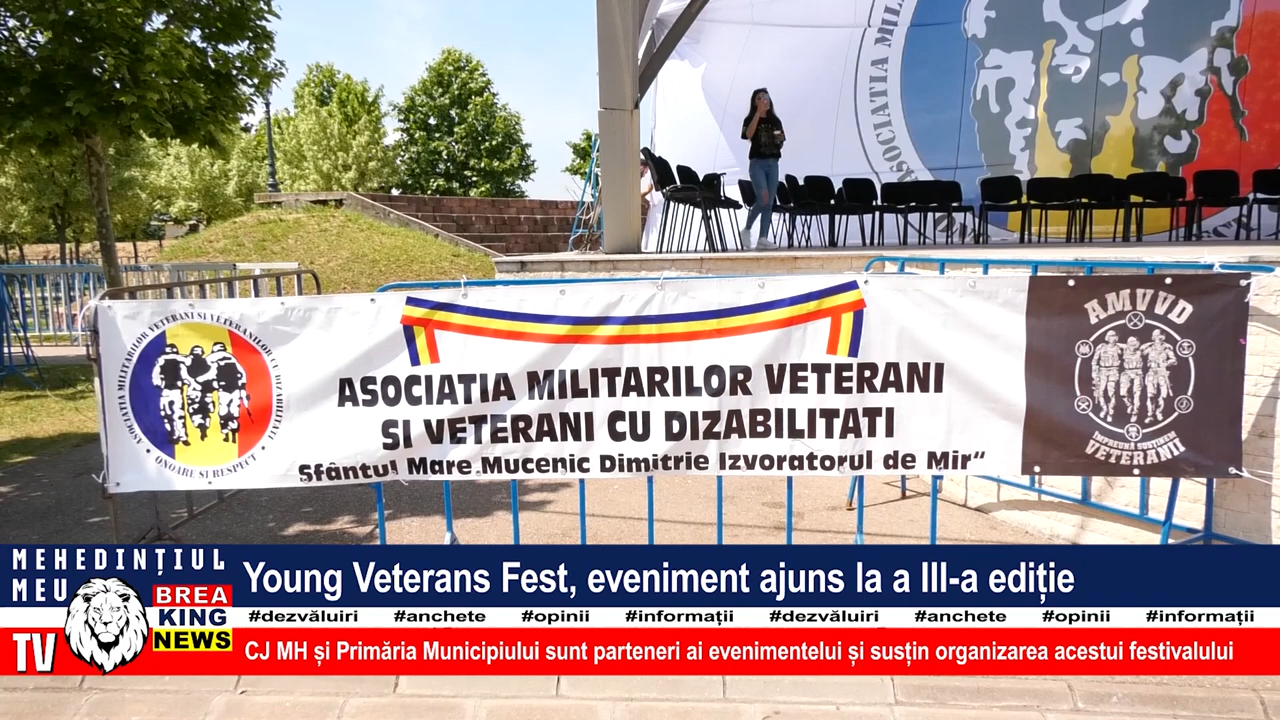 ASOCIATIA MIL
ASOCIATIA MILITARILOR VETERANI SI VETERANILOR CU DIZABILITATI
• ONOARE SI RESPECT •
ASOCIATIA MILITARILOR VETERANI
SI VETERANI CU DIZABILITATI
Sfântul Mare Mucenic Dimitrie Izvoratorul de Mir“
AMVVD
ÎMPREUNĂ SUSȚINEM
VETERANII
MEHEDINȚIUL
MEU
TV
BREA
KING
NEWS
Young Veterans Fest, eveniment ajuns la a III-a ediție
#dezvăluiri #anchete #opinii #informații #dezvăluiri #anchete #opinii #informații
CJ MH și Primăria Municipiului sunt parteneri ai evenimentelui și susțin organizarea acestui festivalului